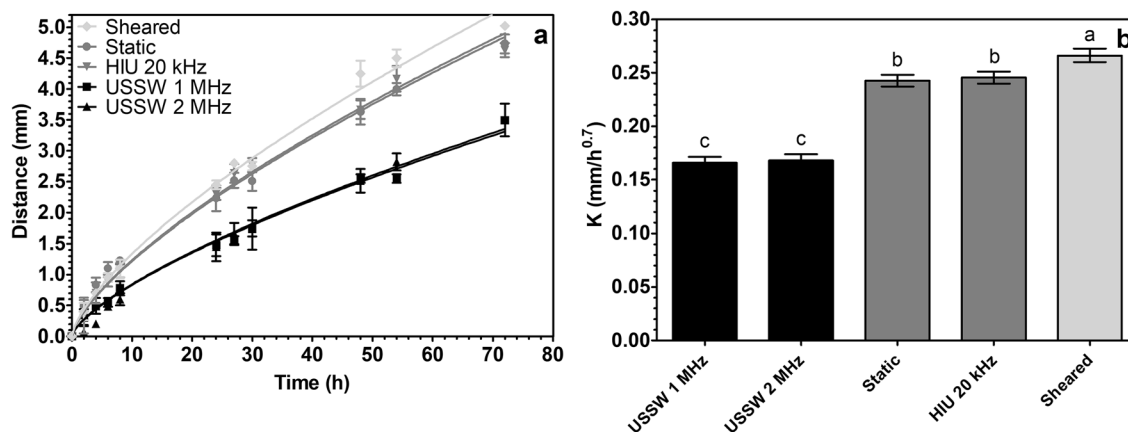 a
Sheared
Static
HIU 20 kHz
USSW 1 MHz
USSW 2 MHz
Distance (mm)
5.0
4.5
4.0
3.5
3.0
2.5
2.0
1.5
1.0
0.5
0.0
0 10 20 30 40 50 60 70 80
Time (h)
b
K (mm/h^0.7)
0.30
0.25
0.20
0.15
0.10
0.05
0.00
c c b b a
USSW 1 MHz
USSW 2 MHz
Static
HIU 20 kHz
Sheared